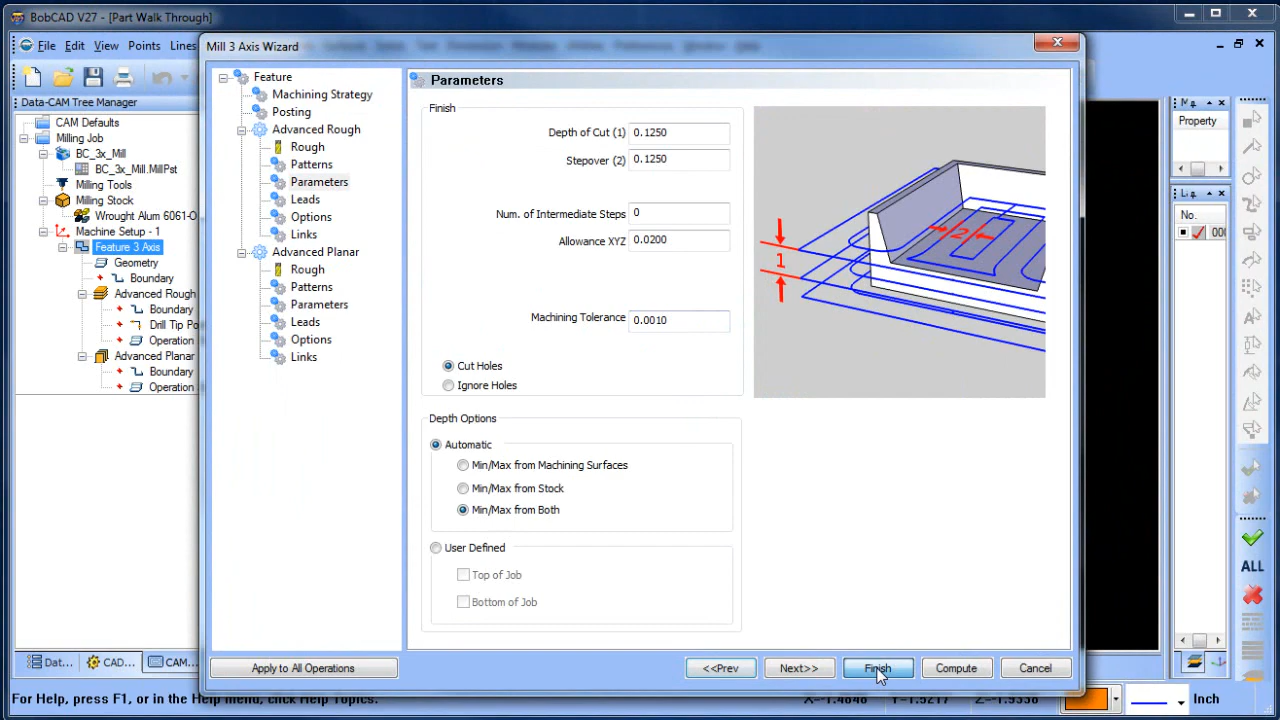 BobCAD V27 - [Part Walk Through]
File Edit View Points Lines
Data-CAM Tree Manager
CAM Defaults
Milling Job
BC_3x_Mill
BC_3x_Mill.MillPst
Milling Tools
Milling Stock
Wrought Alum 6061-O
Machine Setup - 1
Feature 3 Axis
Geometry
Boundary
Advanced Rough
Boundary
Drill Tip Po
Operation
Advanced Planar
Boundary
Operation
Dat... CAD... CAM...
Mill 3 Axis Wizard
Feature
Machining Strategy
Posting
Advanced Rough
Rough
Patterns
Parameters
Leads
Options
Links
Advanced Planar
Rough
Patterns
Parameters
Leads
Options
Links
Parameters
Finish
Depth of Cut (1) 0.1250
Stepover (2) 0.1250
Num. of Intermediate Steps 0
Allowance XYZ 0.0200
Machining Tolerance 0.0010
Cut Holes
Ignore Holes
Depth Options
Automatic
Min/Max from Machining Surfaces
Min/Max from Stock
Min/Max from Both
User Defined
Top of Job
Bottom of Job
1
2
Apply to All Operations <<Prev Next>> Finish Compute Cancel
Property
No.
ALL
For Help, press F1, or in the Help menu, click Help Topics. Inch